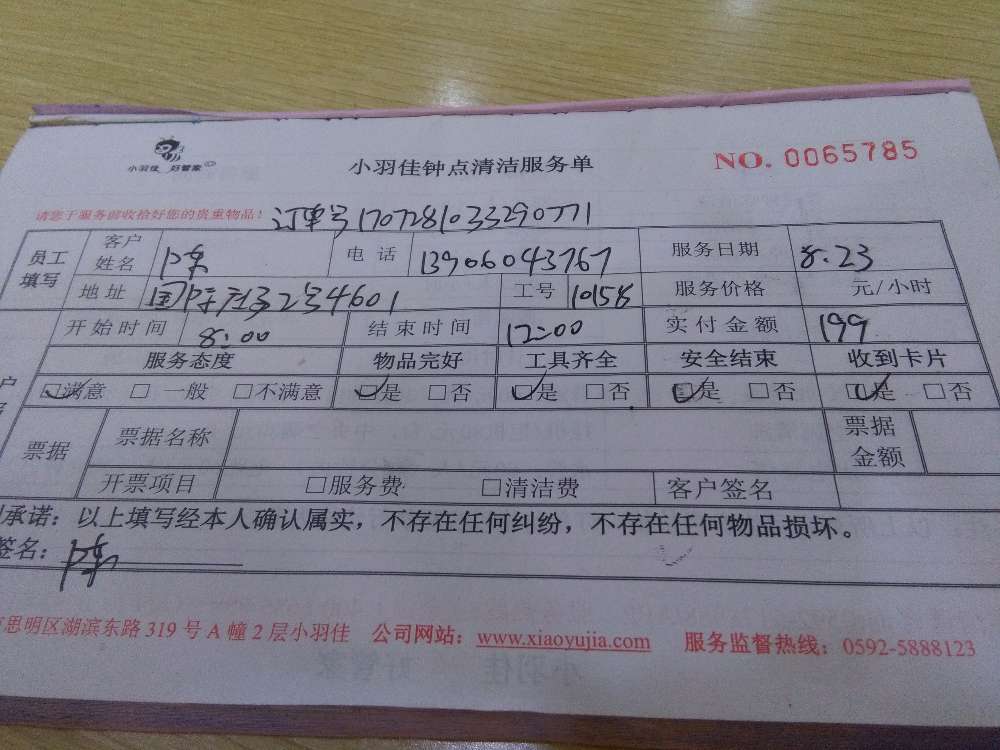 小羽佳 好管家
小羽佳钟点清洁服务单
NO. 0065785
请您于服务前收拾好您的贵重物品！ 订单号1707281033290771
员工填写 客户姓名 陈 电话 13906043767 服务日期 8.23
地址 国际 2号4601 工号 10158 服务价格 元/小时
开始时间 8:00 结束时间 12:00 实付金额 199
服务态度 物品完好 工具齐全 安全结束 收到卡片
☑满意 □一般 □不满意 ☑是 □否 ☑是 □否 ☑是 □否 ☑是 □否
票据 票据名称 票据金额
开票项目 □服务费 □清洁费 客户签名
承诺：以上填写经本人确认属实，不存在任何纠纷，不存在任何物品损坏。
签名：陈
思明区湖滨东路 319 号 A 幢 2 层小羽佳 公司网站：www.xiaoyujia.com 服务监督热线：0592-5888123